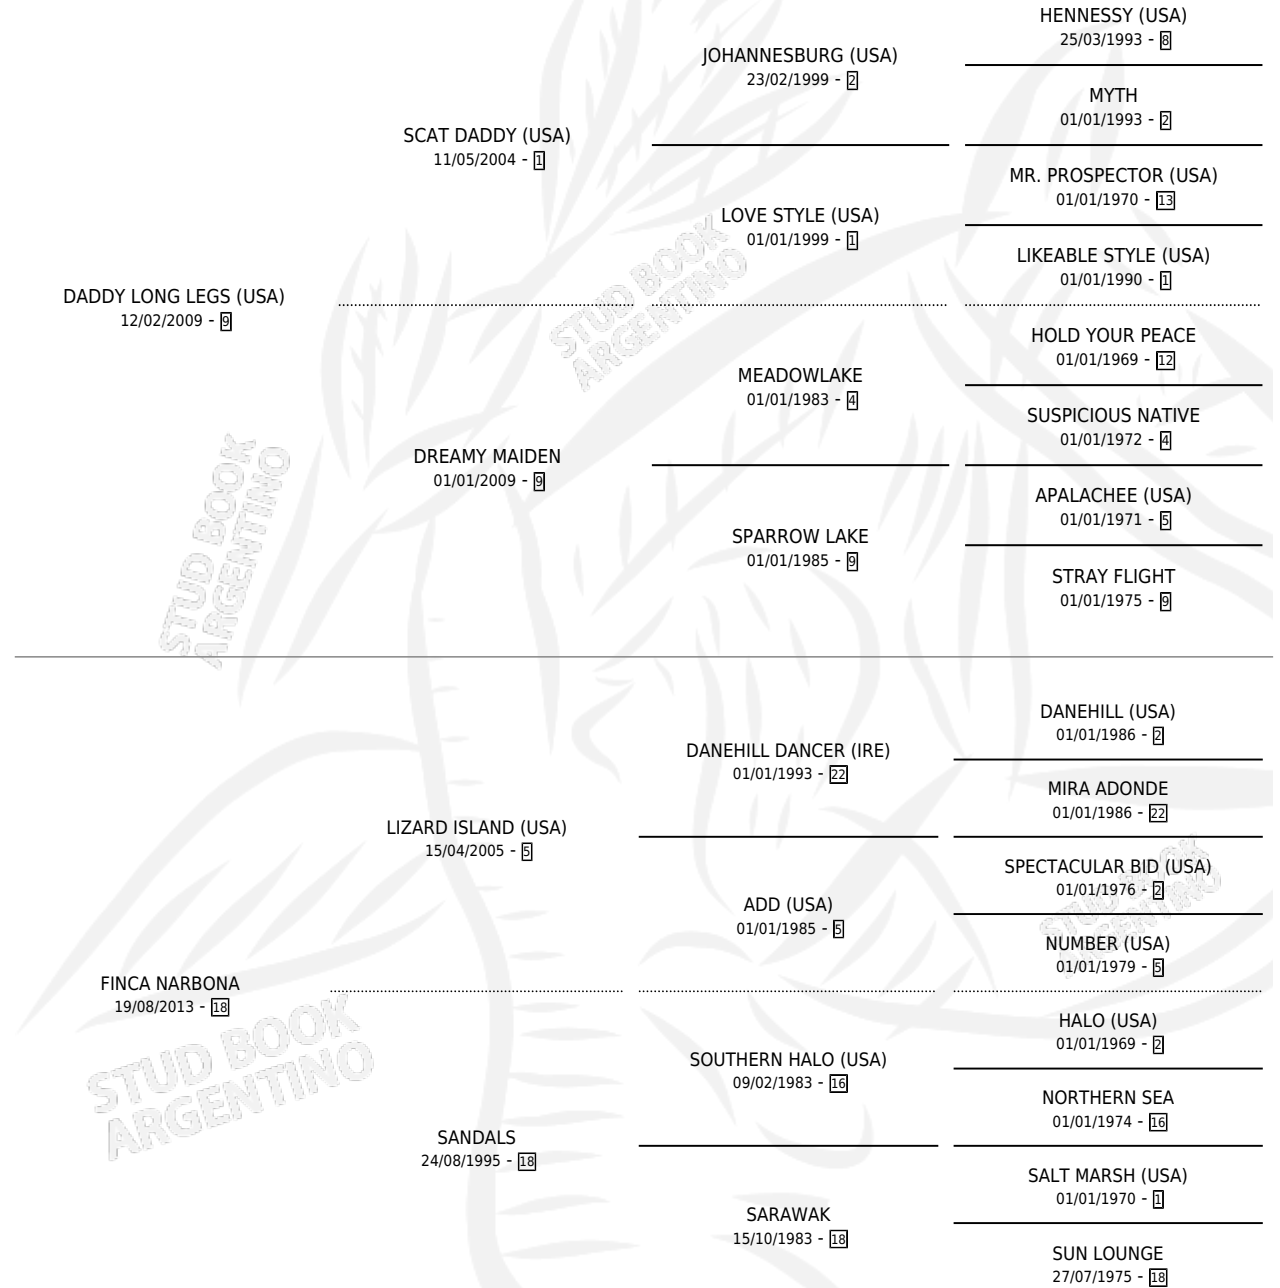 HENNESSY (USA)
25/03/1993 - 8
JOHANNESBURG (USA)
23/02/1999 - 2
MYTH
01/01/1993 - 2
SCAT DADDY (USA)
11/05/2004 - 1
MR. PROSPECTOR (USA)
01/01/1970 - 13
LOVE STYLE (USA)
01/01/1999 - 1
LIKEABLE STYLE (USA)
01/01/1990 - 1
DADDY LONG LEGS (USA)
12/02/2009 - 9
HOLD YOUR PEACE
01/01/1969 - 12
MEADOWLAKE
01/01/1983 - 4
SUSPICIOUS NATIVE
01/01/1972 - 4
DREAMY MAIDEN
01/01/2009 - 9
APALACHEE (USA)
01/01/1971 - 5
SPARROW LAKE
01/01/1985 - 9
STRAY FLIGHT
01/01/1975 - 9
DANEHILL (USA)
01/01/1986 - 2
DANEHILL DANCER (IRE)
01/01/1993 - 22
MIRA ADONDE
01/01/1986 - 22
LIZARD ISLAND (USA)
15/04/2005 - 5
SPECTACULAR BID (USA)
01/01/1976 - 2
ADD (USA)
01/01/1985 - 5
NUMBER (USA)
01/01/1979 - 5
FINCA NARBONA
19/08/2013 - 18
HALO (USA)
01/01/1969 - 2
SOUTHERN HALO (USA)
09/02/1983 - 16
NORTHERN SEA
01/01/1974 - 16
SANDALS
24/08/1995 - 18
SALT MARSH (USA)
01/01/1970 - 1
SARAWAK
15/10/1983 - 18
SUN LOUNGE
27/07/1975 - 18
STUD BOOK
ARGENTINO
STUD BOOK
ARGENTINO
STUD BOOK
ARGENTINO
STUD BOOK
ARGENTINO